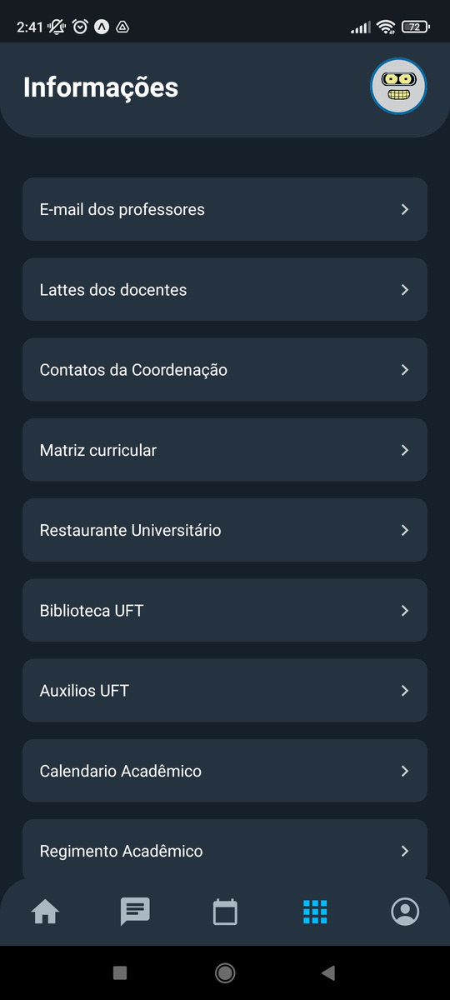 2:41
72
Informações
E-mail dos professores
Lattes dos docentes
Contatos da Coordenação
Matriz curricular
Restaurante Universitário
Biblioteca UFT
Auxilios UFT
Calendario Acadêmico
Regimento Acadêmico